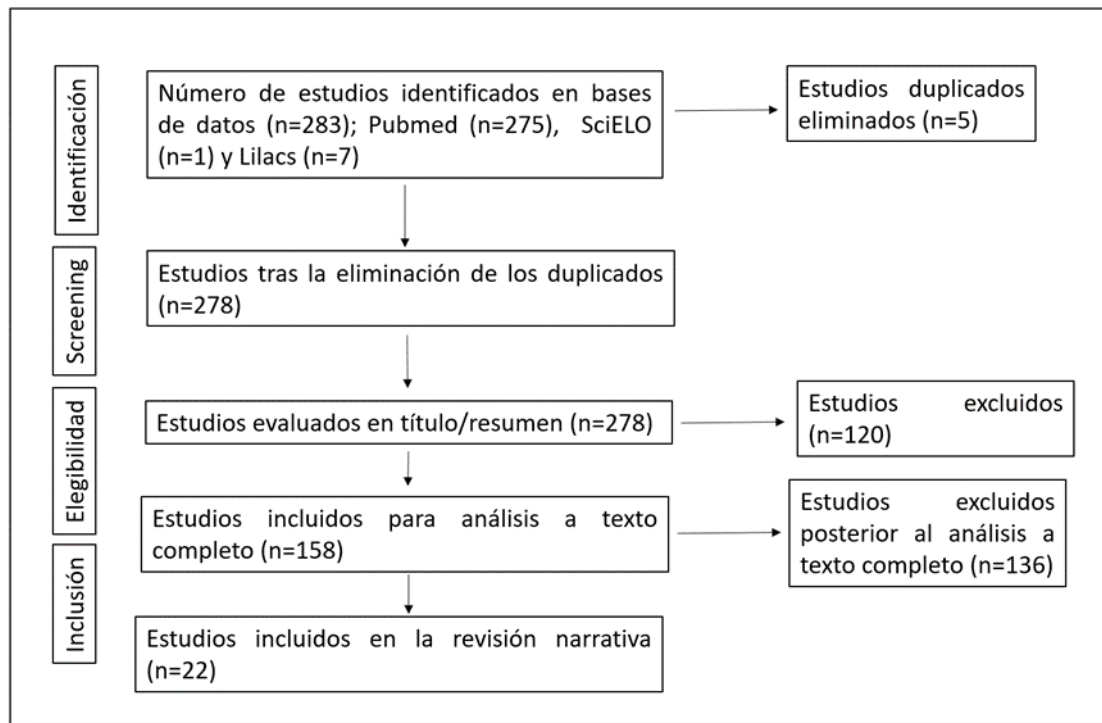 Identificación
Número de estudios identificados en bases
de datos (n=283); Pubmed (n=275), SciELO
(n=1) y Lilacs (n=7)
Estudios duplicados
eliminados (n=5)
Screening
Estudios tras la eliminación de los duplicados
(n=278)
Elegibilidad
Estudios evaluados en título/resumen (n=278)
Estudios excluidos
(n=120)
Estudios incluidos para análisis a texto
completo (n=158)
Estudios excluidos
posterior al análisis a
texto completo (n=136)
Inclusión
Estudios incluidos en la revisión narrativa
(n=22)